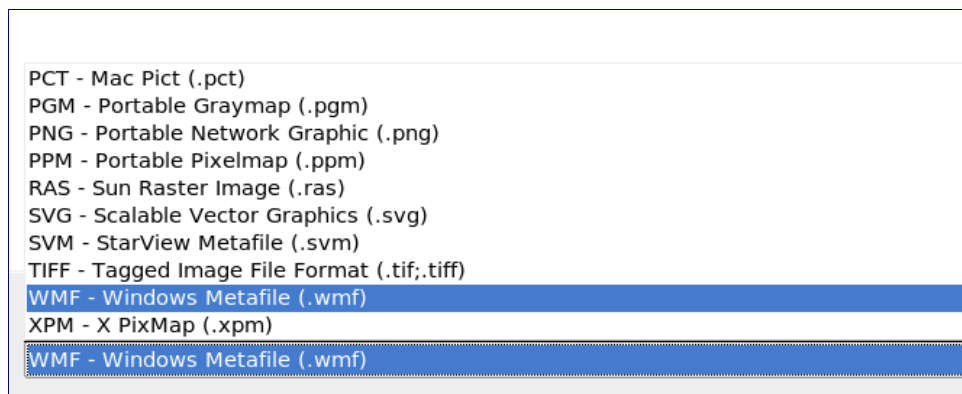 PCT - Mac Pict (.pct)
PGM - Portable Graymap (.pgm)
PNG - Portable Network Graphic (.png)
PPM - Portable Pixelmap (.ppm)
RAS - Sun Raster Image (.ras)
SVG - Scalable Vector Graphics (.svg)
SVM - StarView Metafile (.svm)
TIFF - Tagged Image File Format (.tif;.tiff)
WMF - Windows Metafile (.wmf)
XPM - X PixMap (.xpm)
WMF - Windows Metafile (.wmf)